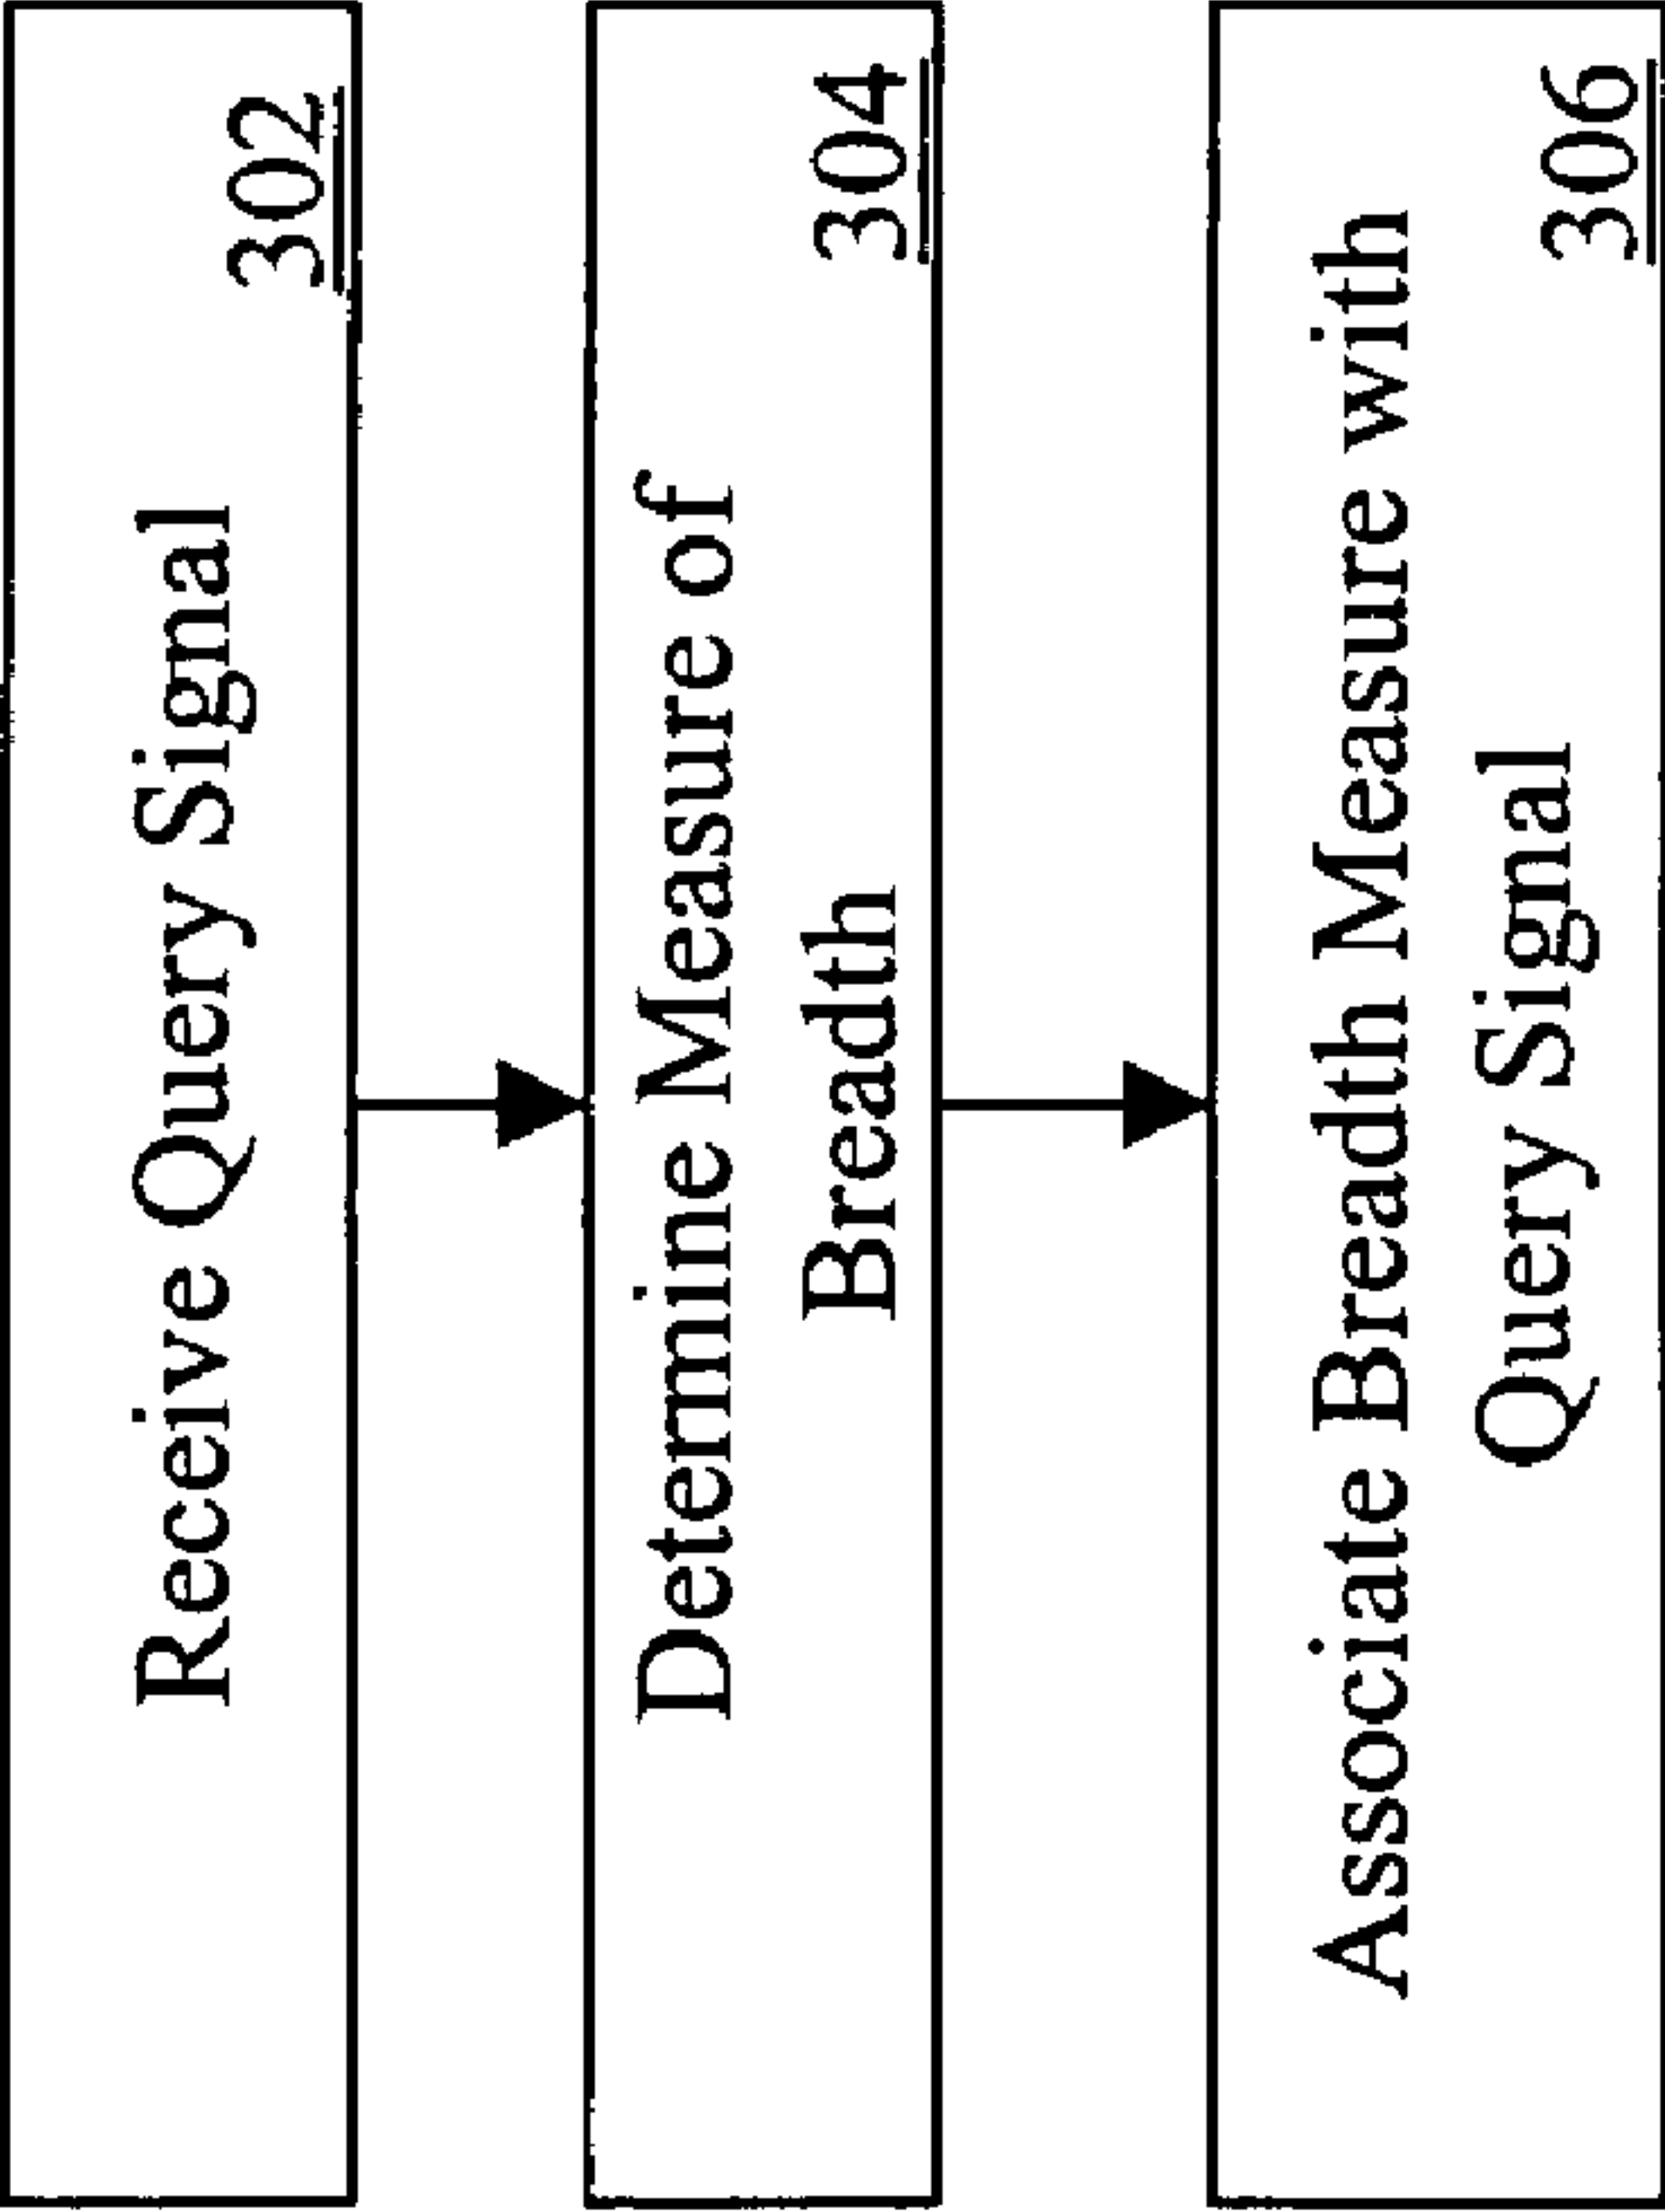 Receive Query Signal
302
Determine Measure of
Breadth
304
Associate Breadth Measure with
Query Signal
306